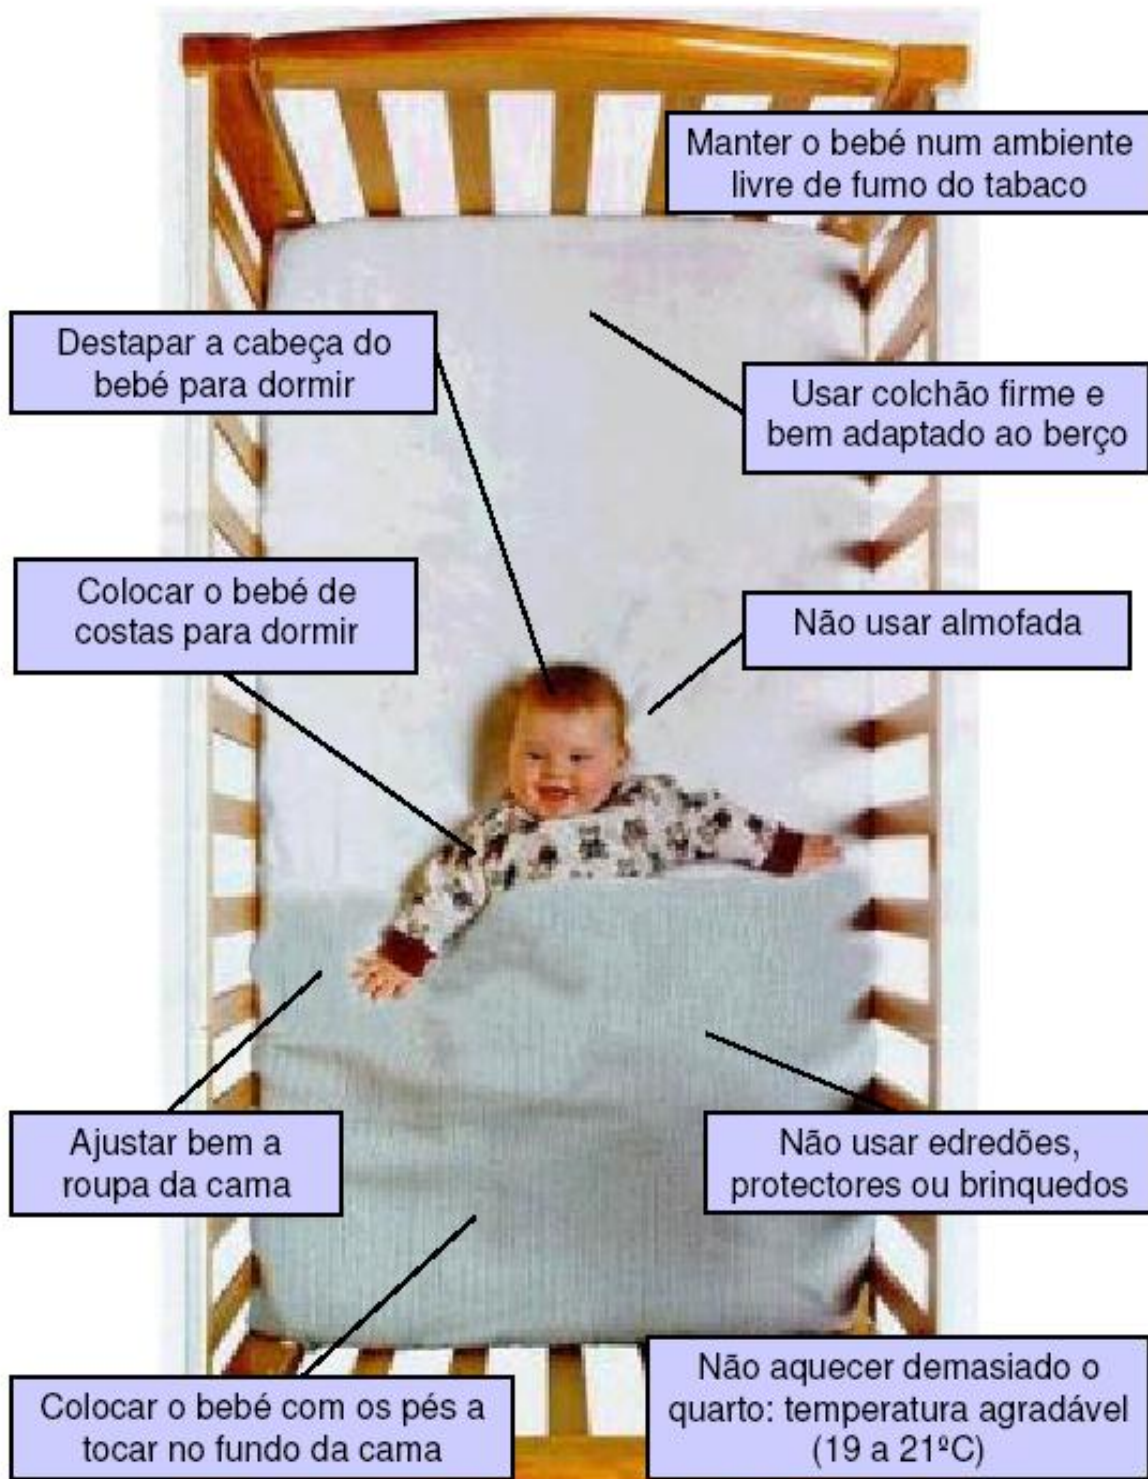 Manter o bebé num ambiente
livre de fumo do tabaco
Destapar a cabeça do
bebé para dormir
Usar colchão firme e
bem adaptado ao berço
Colocar o bebé de
costas para dormir
Não usar almofada
Ajustar bem a
roupa da cama
Não usar edredões,
protectores ou brinquedos
Colocar o bebé com os pés a
tocar no fundo da cama
Não aquecer demasiado o
quarto: temperatura agradável
(19 a 21ºC)